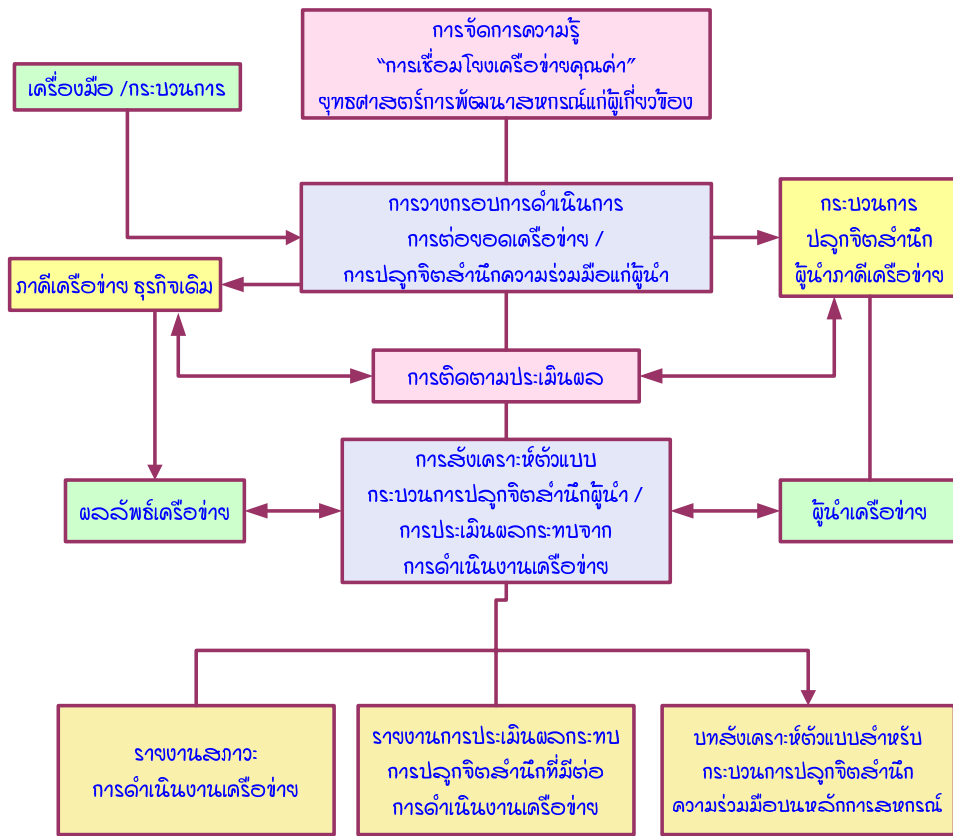 การจัดการความรู้
“การเชื่อมโยงเครือข่ายคุณค่า”
ยุทธศาสตร์การพัฒนาสหกรณ์แก่ผู้เกี่ยวข้อง
เครื่องมือ /กระบวนการ
การวางกรอบการดำเนินการ
การต่อยอดเครือข่าย /
การปลูกจิตสำนึกความร่วมมือแก่ผู้นำ
กระบวนการ
ปลูกจิตสำนึก
ผู้นำภาคีเครือข่าย
ภาคีเครือข่าย ธุรกิจเดิม
การติดตามประเมินผล
การสังเคราะห์ตัวแบบ
กระบวนการปลูกจิตสำนึกผู้นำ /
การประเมินผลกระทบจาก
การดำเนินงานเครือข่าย
ผลลัพธ์เครือข่าย
ผู้นำเครือข่าย
รายงานสภาวะ
การดำเนินงานเครือข่าย
รายงานการประเมินผลกระทบ
การปลูกจิตสำนึกที่มีต่อ
การดำเนินงานเครือข่าย
บทสังเคราะห์ตัวแบบสำหรับ
กระบวนการปลูกจิตสำนึก
ความร่วมมือบนหลักการสหกรณ์